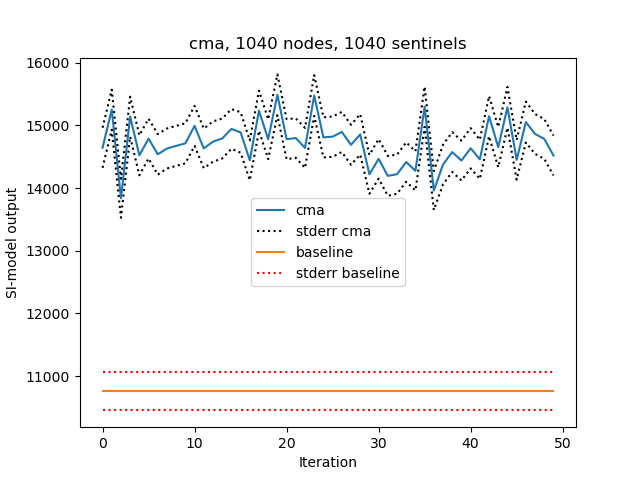 cma, 1040 nodes, 1040 sentinels
16000
15000
14000
13000
12000
11000
SI-model output
cma
stderr cma
baseline
stderr baseline
0 10 20 30 40 50
Iteration